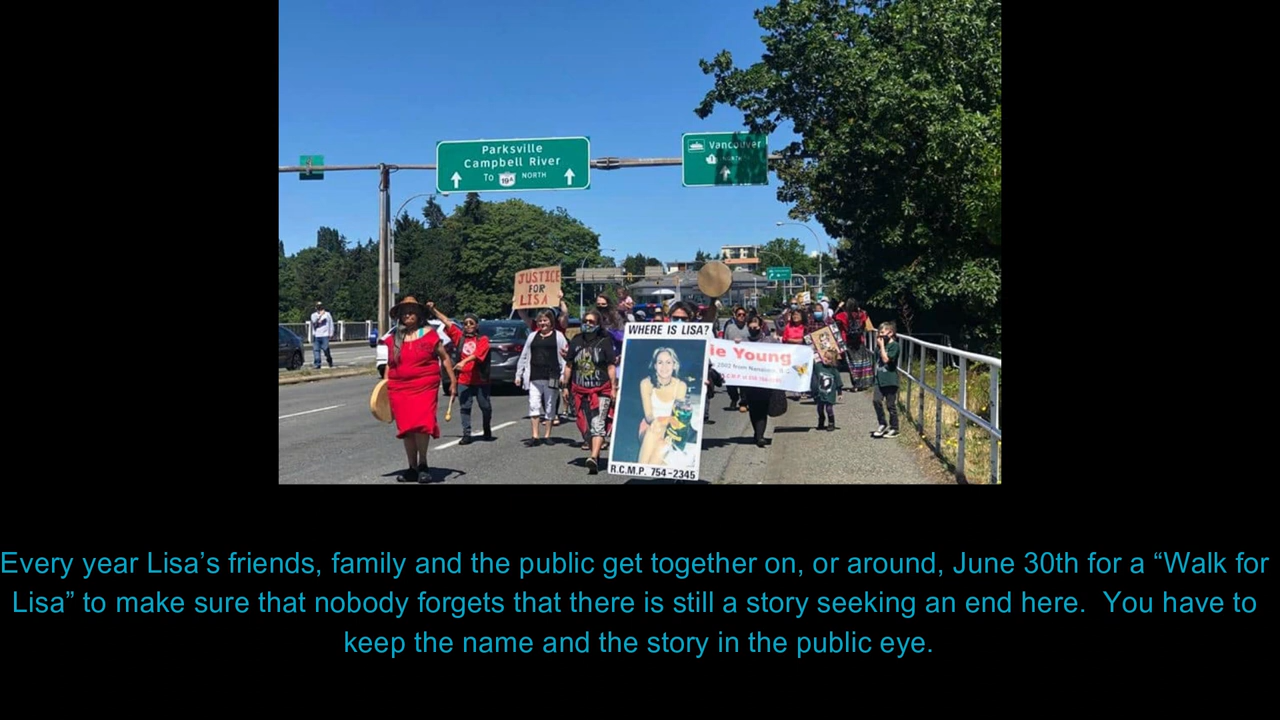 Parksville
Campbell River
To 19A NORTH
Vancouver
JUSTICE
FOR
LISA
WHERE IS LISA?
ie Young
2002 from Nanaimo, B.C.
R.C.M.P. 754-2345
Every year Lisa’s friends, family and the public get together on, or around, June 30th for a “Walk for
Lisa” to make sure that nobody forgets that there is still a story seeking an end here.  You have to
keep the name and the story in the public eye.